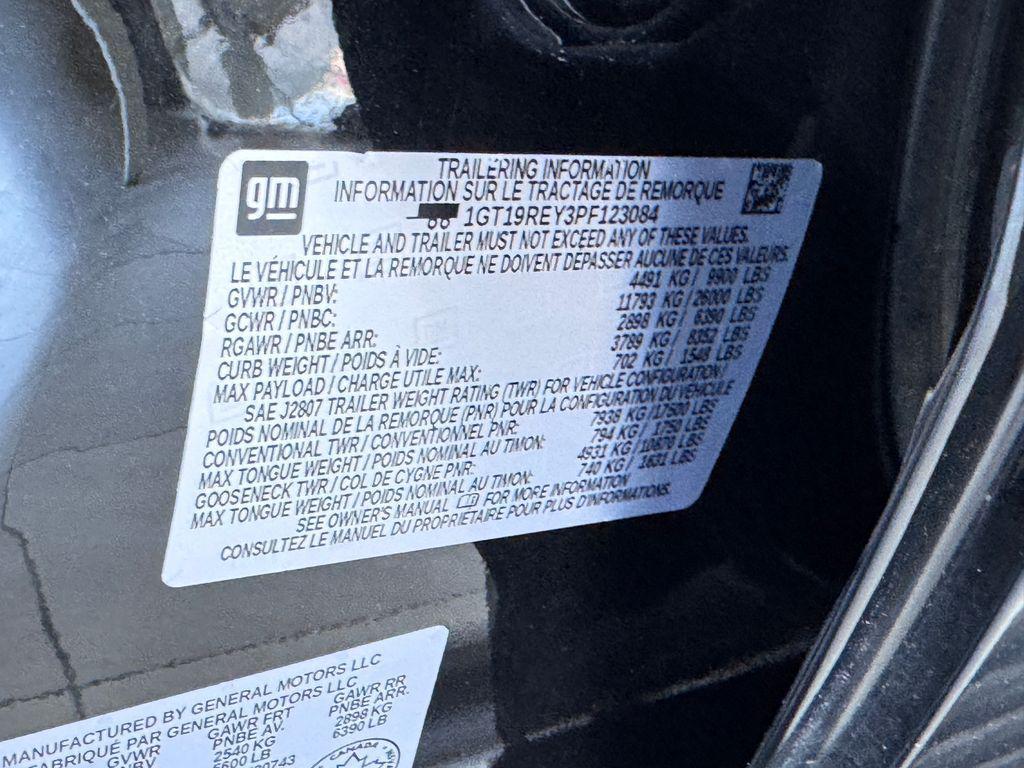 gm
TRAILERING INFORMATION
INFORMATION SUR LE TRACTAGE DE REMORQUE
1GT19REY3PF123084
VEHICLE AND TRAILER MUST NOT EXCEED ANY OF THESE VALUES.
LE VÉHICULE ET LA REMORQUE NE DOIVENT DÉPASSER AUCUNE DE CES VALEURS.
GVWR / PNBV: 4491 KG / 9900 LBS
GCWR / PNBC: 11793 KG / 26000 LBS
RGAWR / PNBE ARR: 2898 KG / 6390 LBS
CURB WEIGHT / POIDS À VIDE: 3789 KG / 8352 LBS
MAX PAYLOAD / CHARGE UTILE MAX: 702 KG / 1548 LBS
SAE J2807 TRAILER WEIGHT RATING (TWR) FOR VEHICLE CONFIGURATION /
POIDS NOMINAL DE LA REMORQUE (PNR) POUR LA CONFIGURATION DU VÉHICULE
CONVENTIONAL TWR / CONVENTIONNEL PNR: 7938 KG / 17500 LBS
MAX TONGUE WEIGHT / POIDS NOMINAL AU TIMON: 794 KG / 1750 LBS
GOOSENECK TWR / COL DE CYGNE PNR: 4931 KG / 10870 LBS
MAX TONGUE WEIGHT / POIDS NOMINAL AU TIMON: 740 KG / 1631 LBS
SEE OWNER'S MANUAL FOR MORE INFORMATION
CONSULTEZ LE MANUEL DU PROPRIÉTAIRE POUR PLUS D'INFORMATIONS.
MANUFACTURED BY GENERAL MOTORS LLC
FABRIQUÉ PAR GENERAL MOTORS LLC
GVWR GAWR FRT GAWR RR
PNBV PNBE AV. PNBE ARR.
2540 KG 2898 KG
5600 LB 6390 LB
CANADA